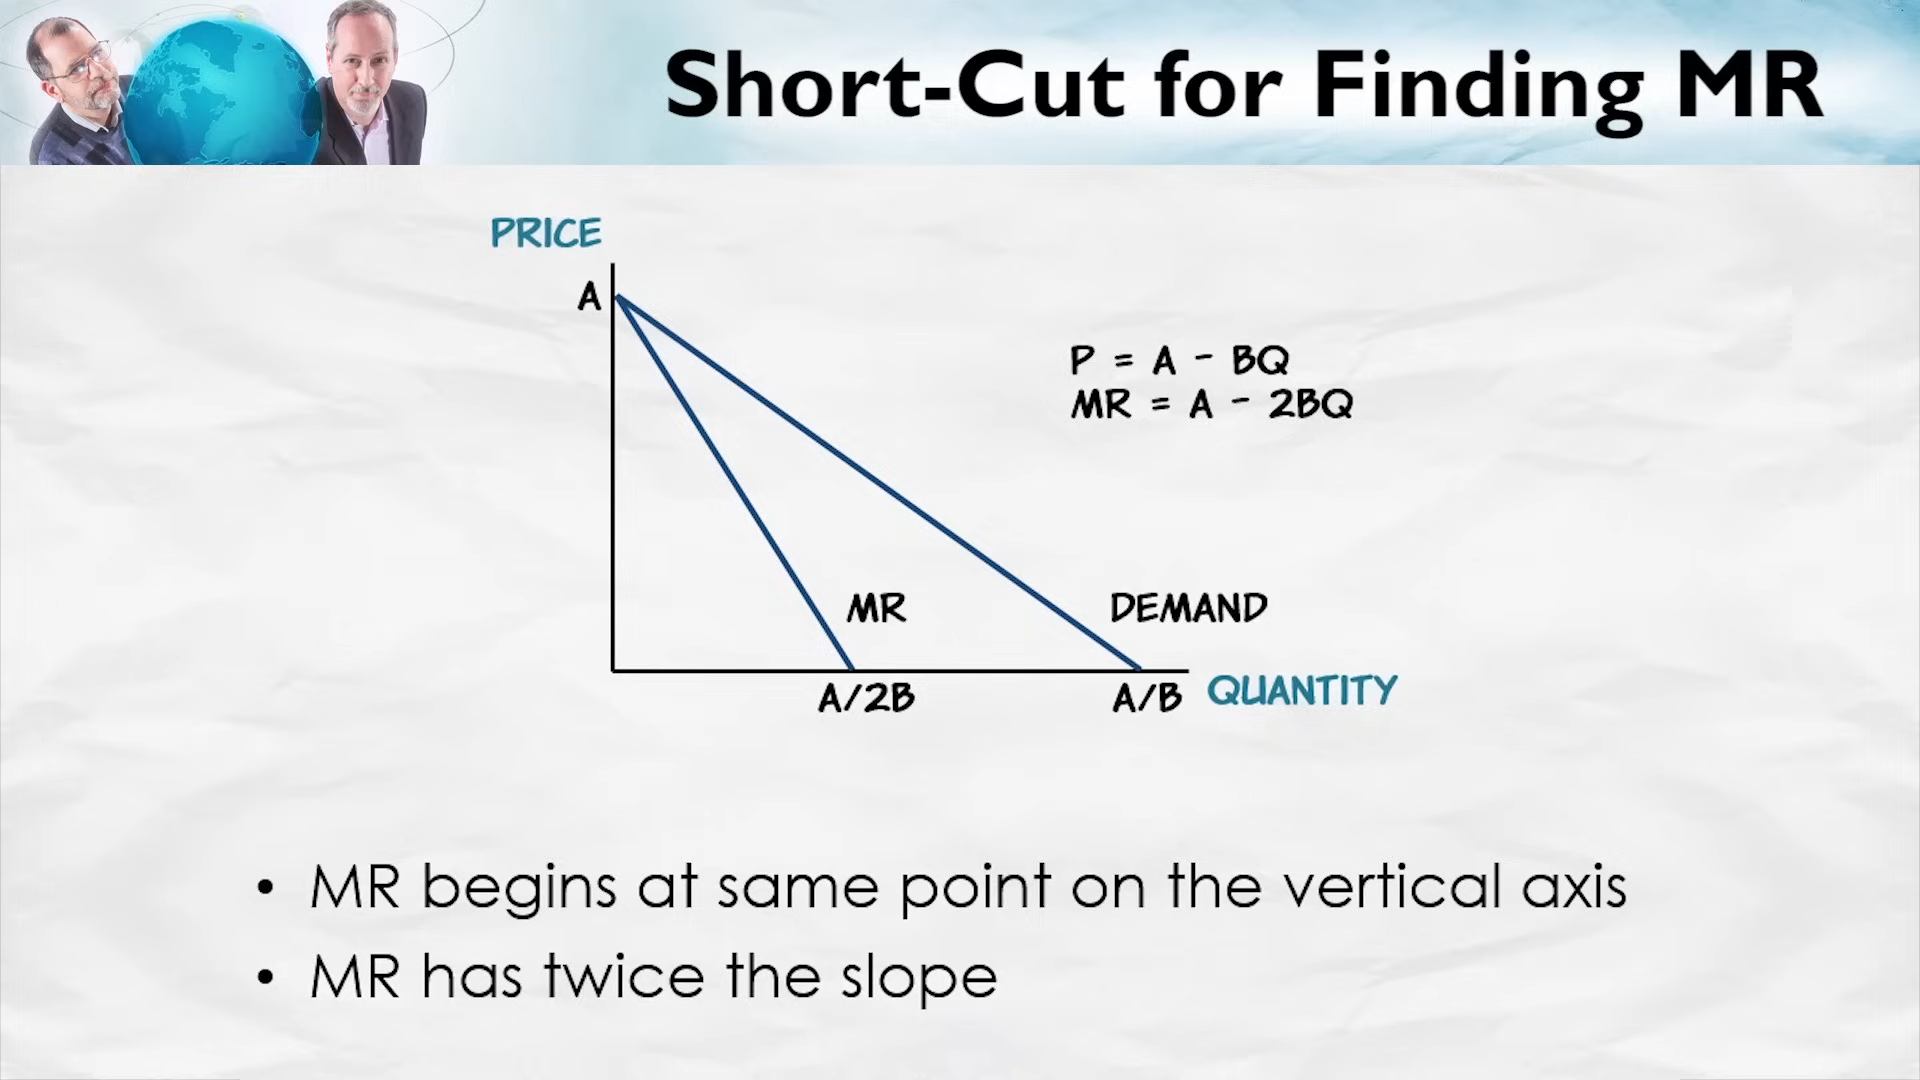 Short-Cut for Finding MR
PRICE
A
P = A - BQ
MR = A - 2BQ
MR
DEMAND
A/2B
A/B
QUANTITY
• MR begins at same point on the vertical axis
• MR has twice the slope